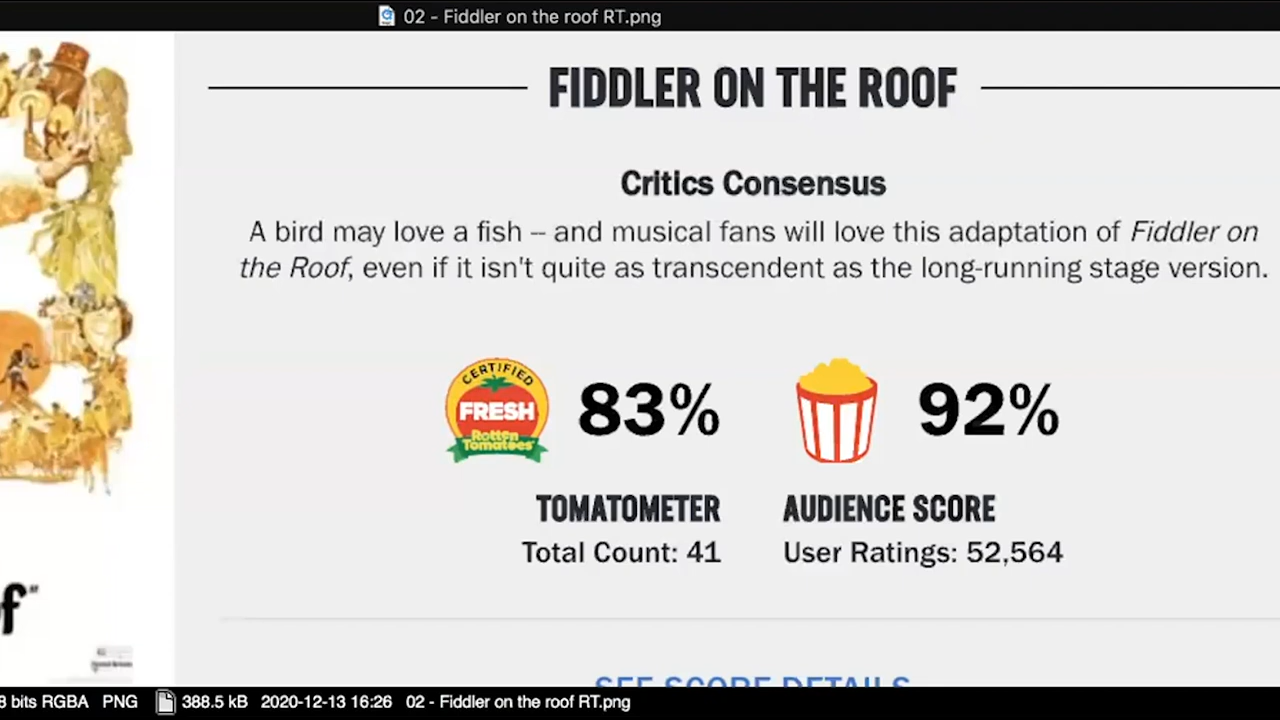 02 - Fiddler on the roof RT.png
FIDDLER ON THE ROOF
Critics Consensus
A bird may love a fish -- and musical fans will love this adaptation of Fiddler on
the Roof, even if it isn't quite as transcendent as the long-running stage version.
CERTIFIED
FRESH
Rotten
Tomatoes
83%
92%
TOMATOMETER
AUDIENCE SCORE
Total Count: 41
User Ratings: 52,564
of"
SEE SCORE DETAILS
8 bits RGBA PNG 388.5 kB 2020-12-13 16:26 02 - Fiddler on the roof RT.png